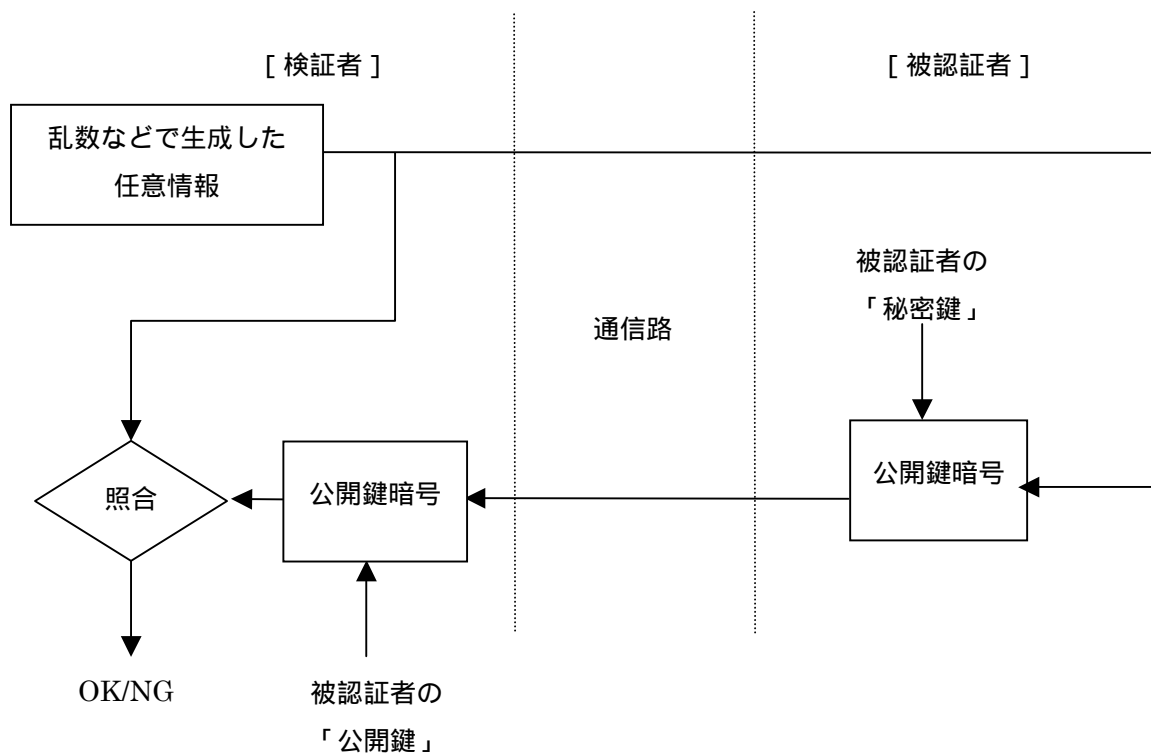 [ 検証者 ]
[ 被認証者 ]
乱数などで生成した
任意情報
被認証者の
「秘密鍵」
通信路
照合
公開鍵暗号
公開鍵暗号
OK/NG
被認証者の
「公開鍵」